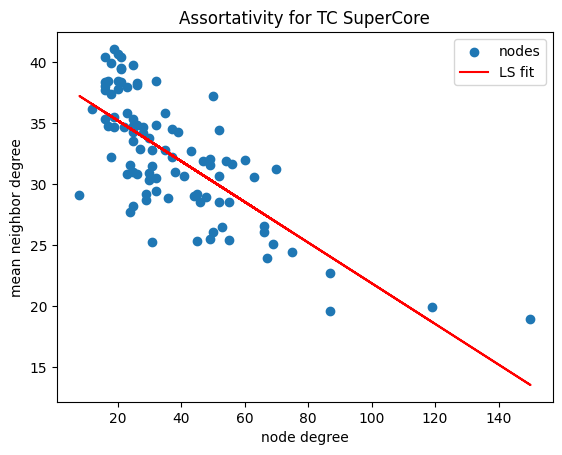 Assortativity for TC SuperCore
nodes
LS fit
mean neighbor degree
40
35
30
25
20
15
20 40 60 80 100 120 140
node degree